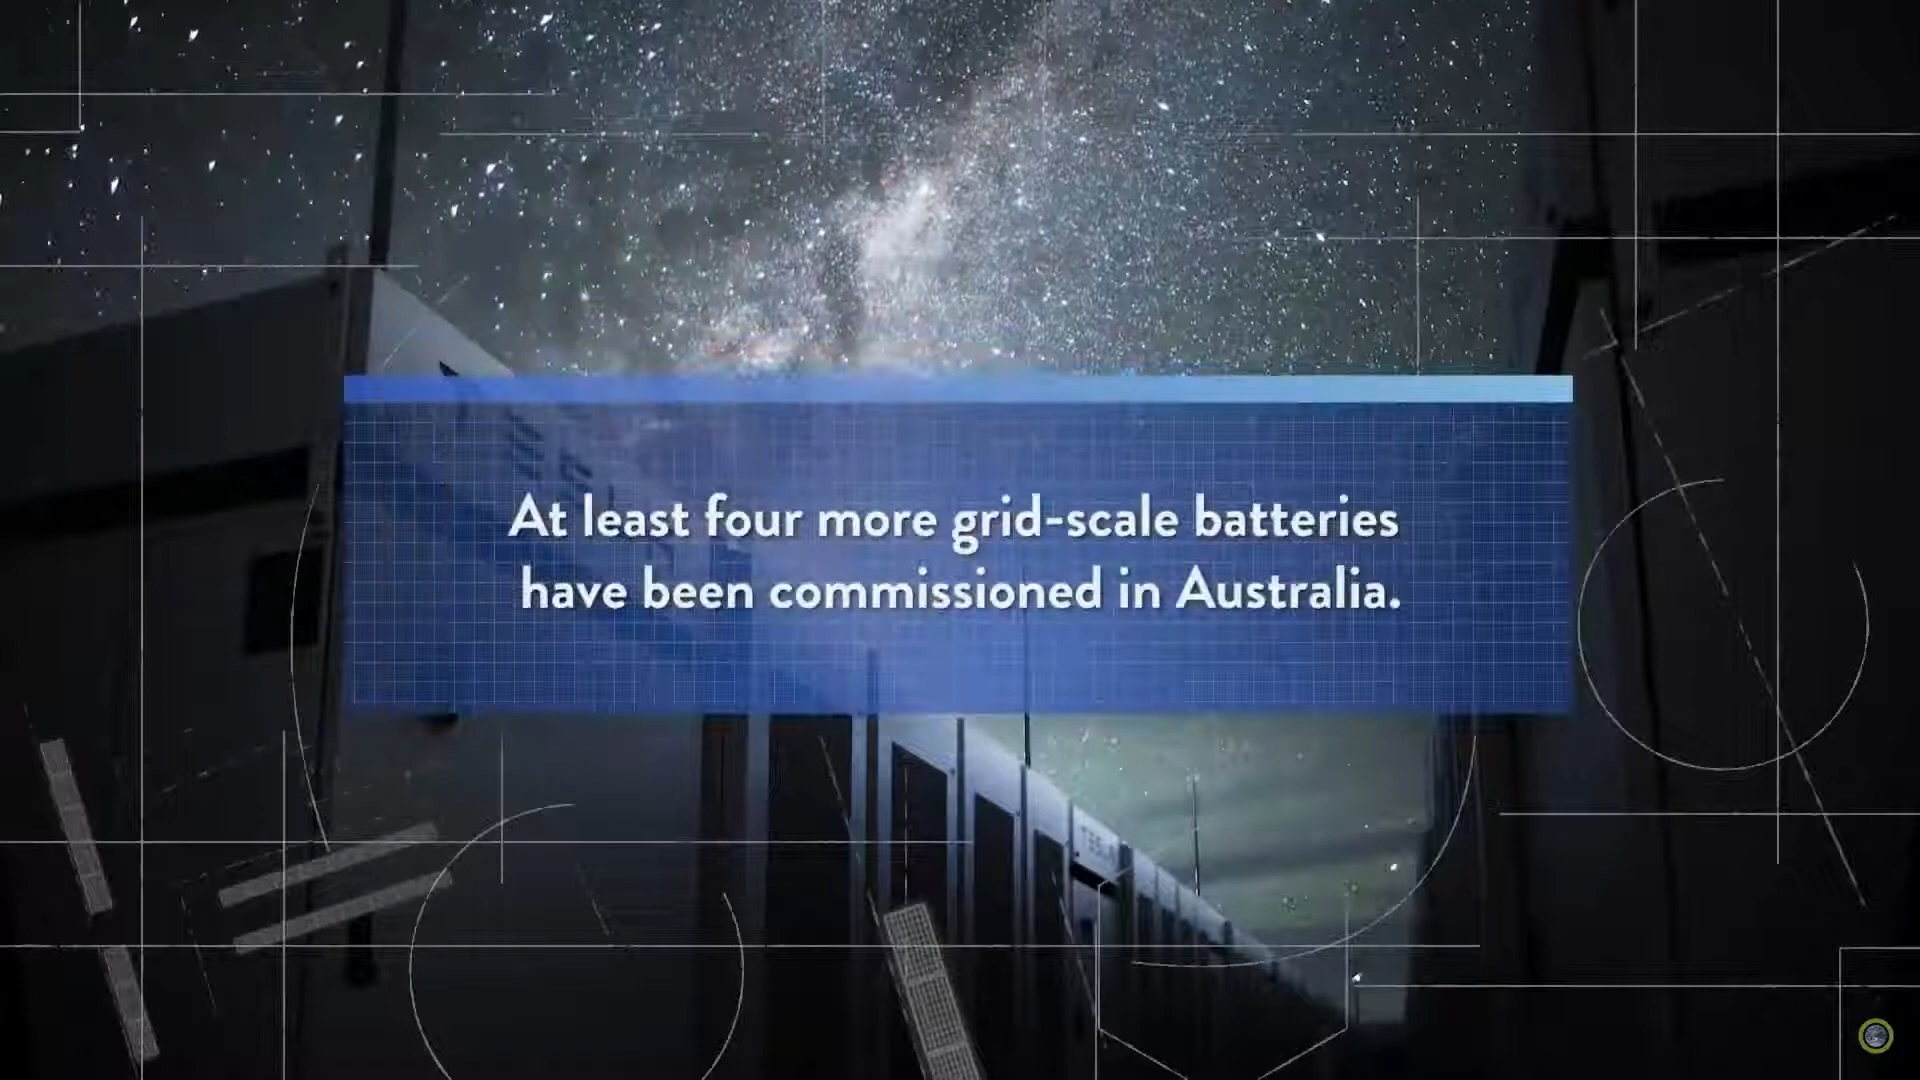 At least four more grid-scale batteries
have been commissioned in Australia.